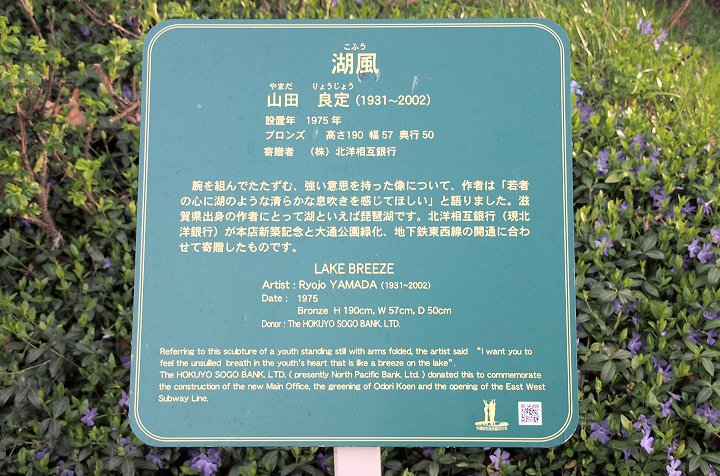 こふう
湖風
やまだ りょうじょう
山田 良定 (1931~2002)
設置年 1975年
ブロンズ 高さ190 幅57 奥行50
寄贈者 （株）北洋相互銀行
腕を組んでたたずむ、強い意思を持った像について、作者は「若者
の心に湖のような清らかな息吹きを感じてほしい」と語りました。滋
賀県出身の作者にとって湖といえば琵琶湖です。北洋相互銀行（現北
洋銀行）が本店新築記念と大通公園緑化、地下鉄東西線の開通に合わ
せて寄贈したものです。
LAKE BREEZE
Artist : Ryojo YAMADA (1931~2002)
Date : 1975
Bronze H 190cm, W 57cm, D 50cm
Donor : The HOKUYO SOGO BANK. LTD.
Referring to this sculpture of a youth standing still with arms folded, the artist said “I want you to
feel the unsullied breath in the youth's heart that is like a breeze on the lake”.
The HOKUYO SOGO BANK. LTD. ( presently North Pacific Bank. Ltd. ) donated this to commemorate
the construction of the new Main Office, the greening of Odori Koen and the opening of the East West
Subway Line.